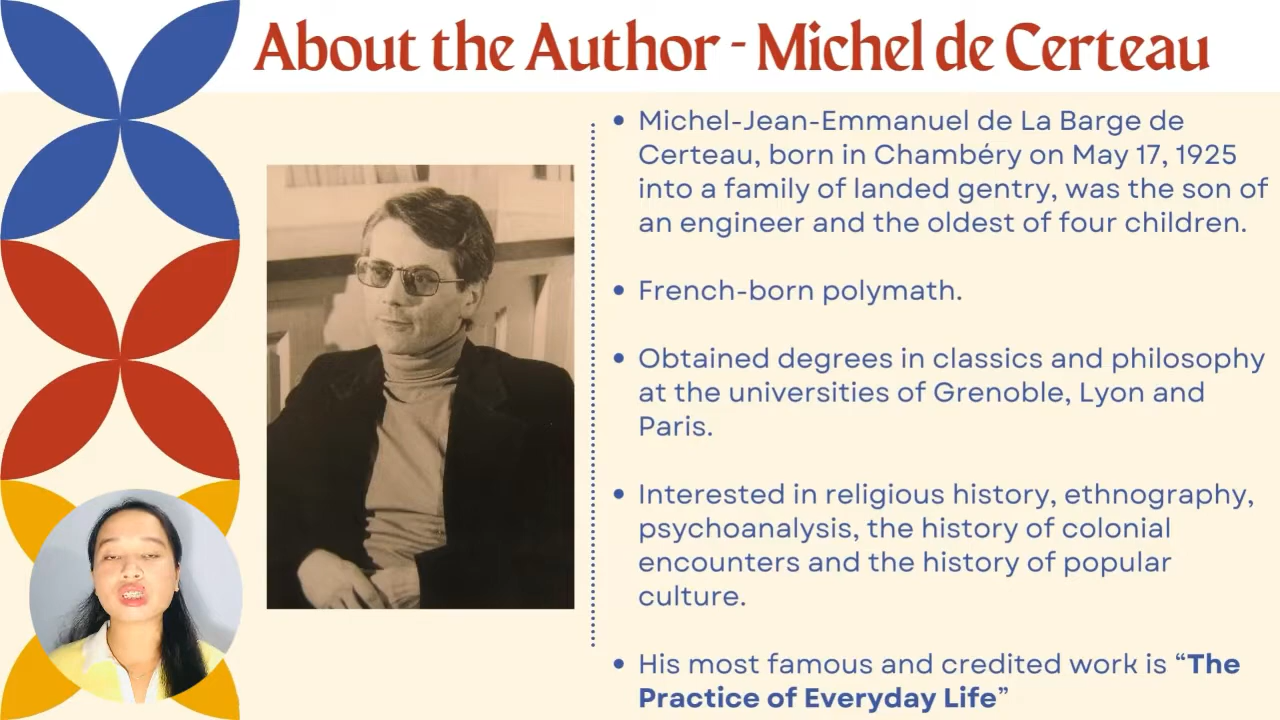 About the Author - Michel de Certeau
• Michel-Jean-Emmanuel de La Barge de
Certeau, born in Chambéry on May 17, 1925
into a family of landed gentry, was the son of
an engineer and the oldest of four children.
• French-born polymath.
• Obtained degrees in classics and philosophy
at the universities of Grenoble, Lyon and
Paris.
• Interested in religious history, ethnography,
psychoanalysis, the history of colonial
encounters and the history of popular
culture.
• His most famous and credited work is “The
Practice of Everyday Life”